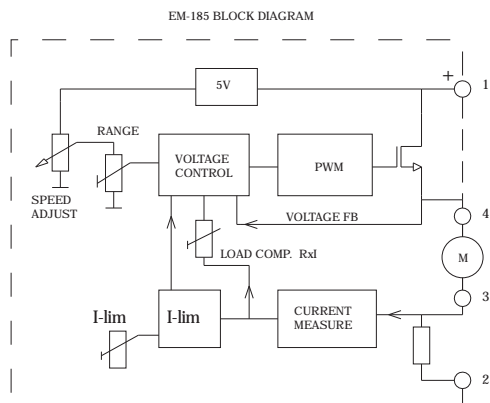 EM-185 BLOCK DIAGRAM
+ 1
5V
RANGE
VOLTAGE
CONTROL
PWM
SPEED
ADJUST
VOLTAGE FB
4
LOAD COMP. RxI
M
I-lim
I-lim
CURRENT
MEASURE
3
2